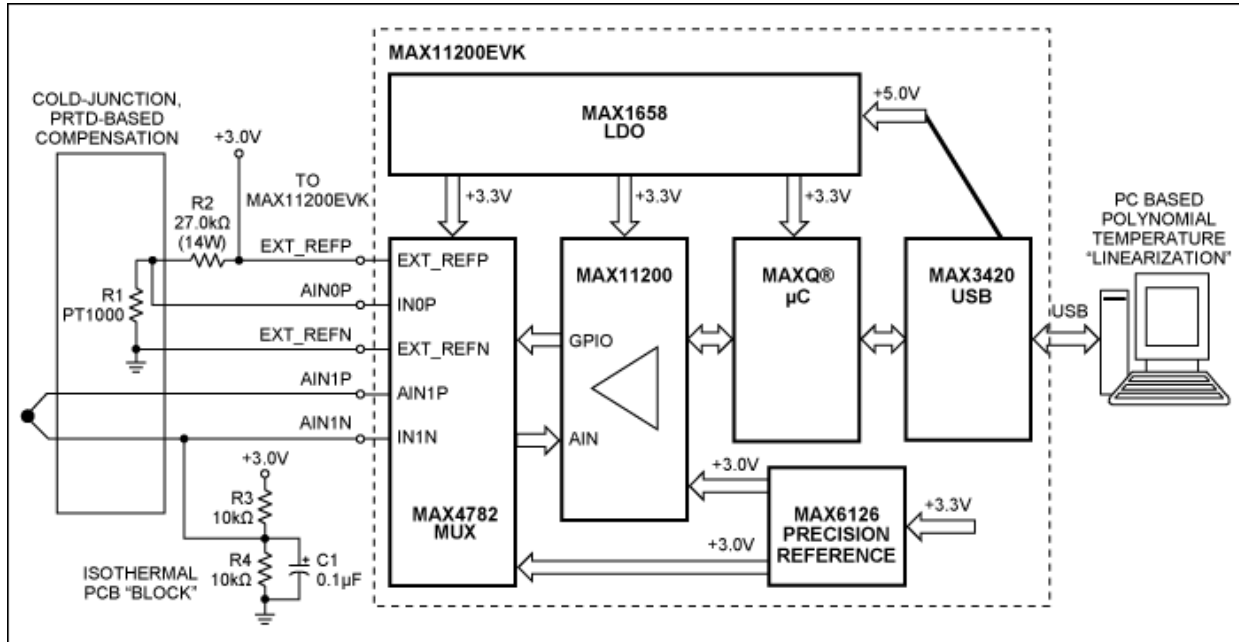 MAX11200EVK
COLD-JUNCTION,
PRTD-BASED
COMPENSATION
MAX1658
LDO
+5.0V
+3.0V
TO
MAX11200EVK
R2
27.0kΩ
(14W)
+3.3V
+3.3V
+3.3V
PC BASED
POLYNOMIAL
TEMPERATURE
“LINEARIZATION”
EXT_REFP
EXT_REFP
MAX11200
MAXQ®
µC
MAX3420
USB
R1
PT1000
AIN0P
IN0P
USB
EXT_REFN
EXT_REFN
GPIO
AIN1P
AIN1P
AIN1N
IN1N
AIN
+3.0V
R3
10kΩ
MAX4782
MUX
+3.0V
MAX6126
PRECISION
REFERENCE
+3.3V
+3.0V
R4
10kΩ
+
C1
0.1µF
ISOTHERMAL
PCB “BLOCK”